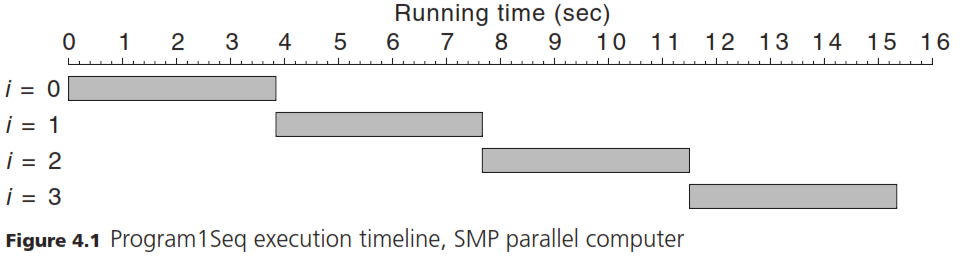 Running time (sec)
0 1 2 3 4 5 6 7 8 9 10 11 12 13 14 15 16
i = 0
i = 1
i = 2
i = 3
Figure 4.1 Program1Seq execution timeline, SMP parallel computer